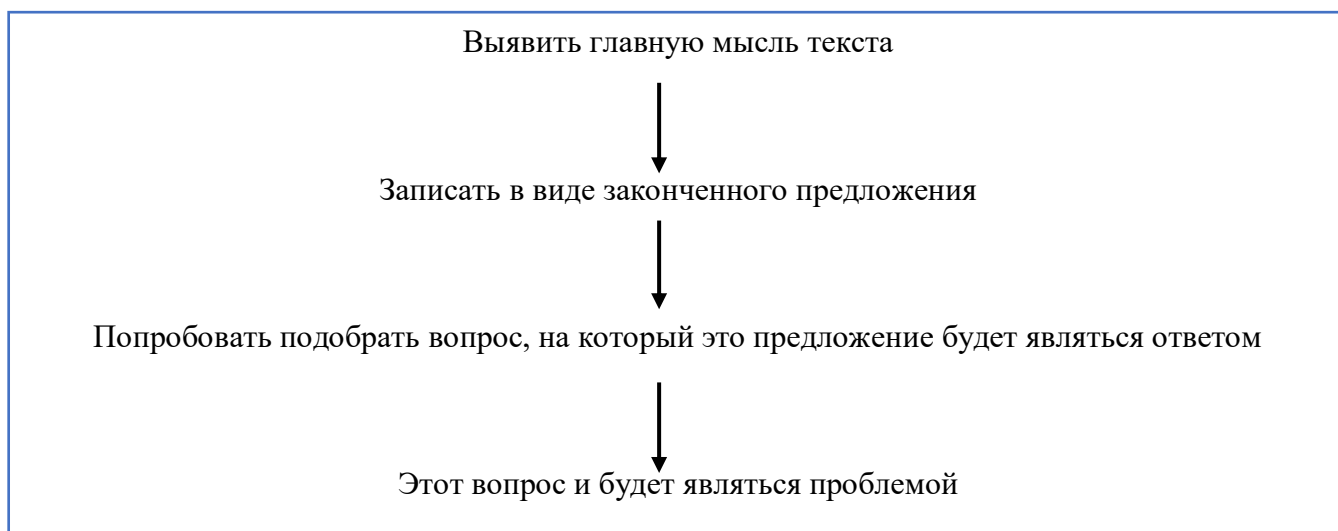 Выявить главную мысль текста
Записать в виде законченного предложения
Попробовать подобрать вопрос, на который это предложение будет являться ответом
Этот вопрос и будет являться проблемой